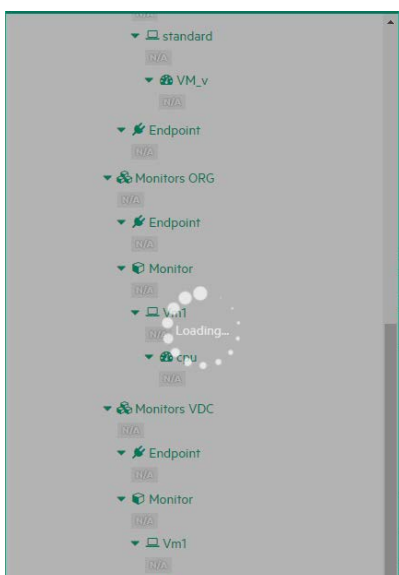 standard
N/A
VM_v
N/A
Endpoint
N/A
Monitors ORG
N/A
Endpoint
N/A
Monitor
N/A
Vm1
N/A
Loading...
cpu
N/A
Monitors VDC
N/A
Endpoint
N/A
Monitor
N/A
Vm1
N/A